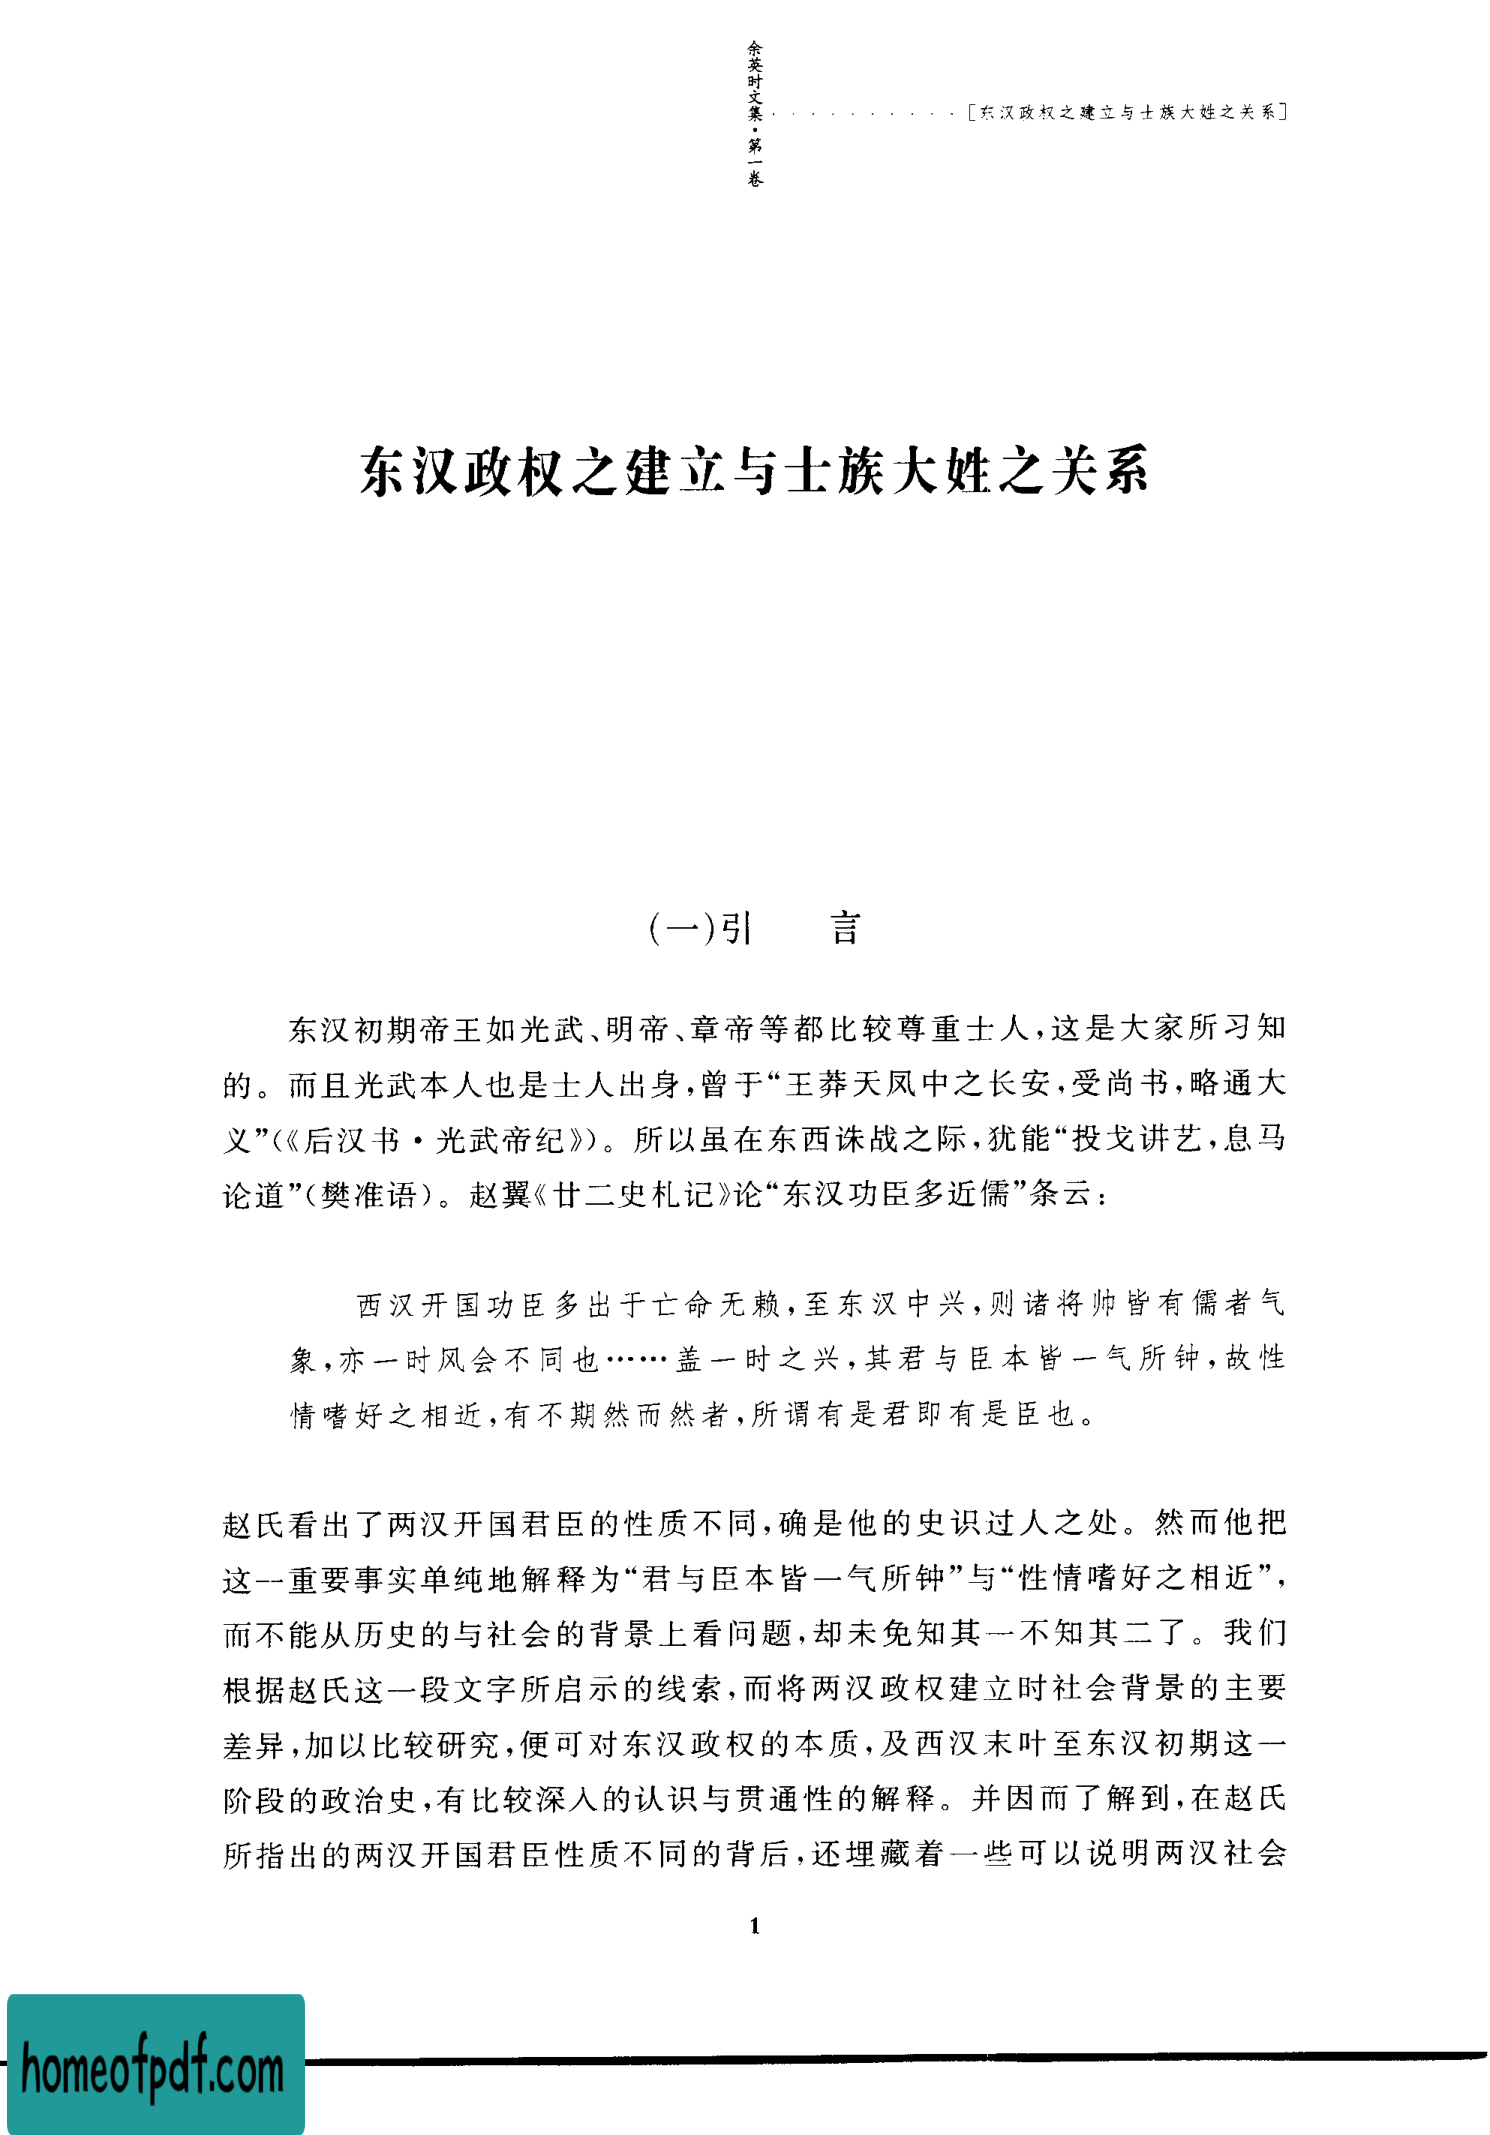 余英时文集·第一卷
[东汉政权之建立与士族大姓之关系]
东汉政权之建立与士族大姓之关系
(一)引 言
东汉初期帝王如光武、明帝、章帝等都比较尊重士人,这是大家所习知
的。而且光武本人也是士人出身,曾于“王莽天凤中之长安,受尚书,略通大
义”(《后汉书·光武帝纪》)。所以虽在东西诛战之际,犹能“投戈讲艺,息马
论道”(樊准语)。赵翼《廿二史札记》论“东汉功臣多近儒”条云:
西汉开国功臣多出于亡命无赖,至东汉中兴,则诸将帅皆有儒者气
象,亦一时风会不同也……盖一时之兴,其君与臣本皆一气所钟,故性
情嗜好之相近,有不期然而然者,所谓有是君即有是臣也。
赵氏看出了两汉开国君臣的性质不同,确是他的史识过人之处。然而他把
这一重要事实单纯地解释为“君与臣本皆一气所钟”与“性情嗜好之相近”,
而不能从历史的与社会的背景上看问题,却未免知其一不知其二了。我们
根据赵氏这一段文字所启示的线索,而将两汉政权建立时社会背景的主要
差异,加以比较研究,便可对东汉政权的本质,及西汉末叶至东汉初期这一
阶段的政治史,有比较深入的认识与贯通性的解释。并因而了解到,在赵氏
所指出的两汉开国君臣性质不同的背后,还埋藏着一些可以说明两汉社会
1
homeofpdf.com